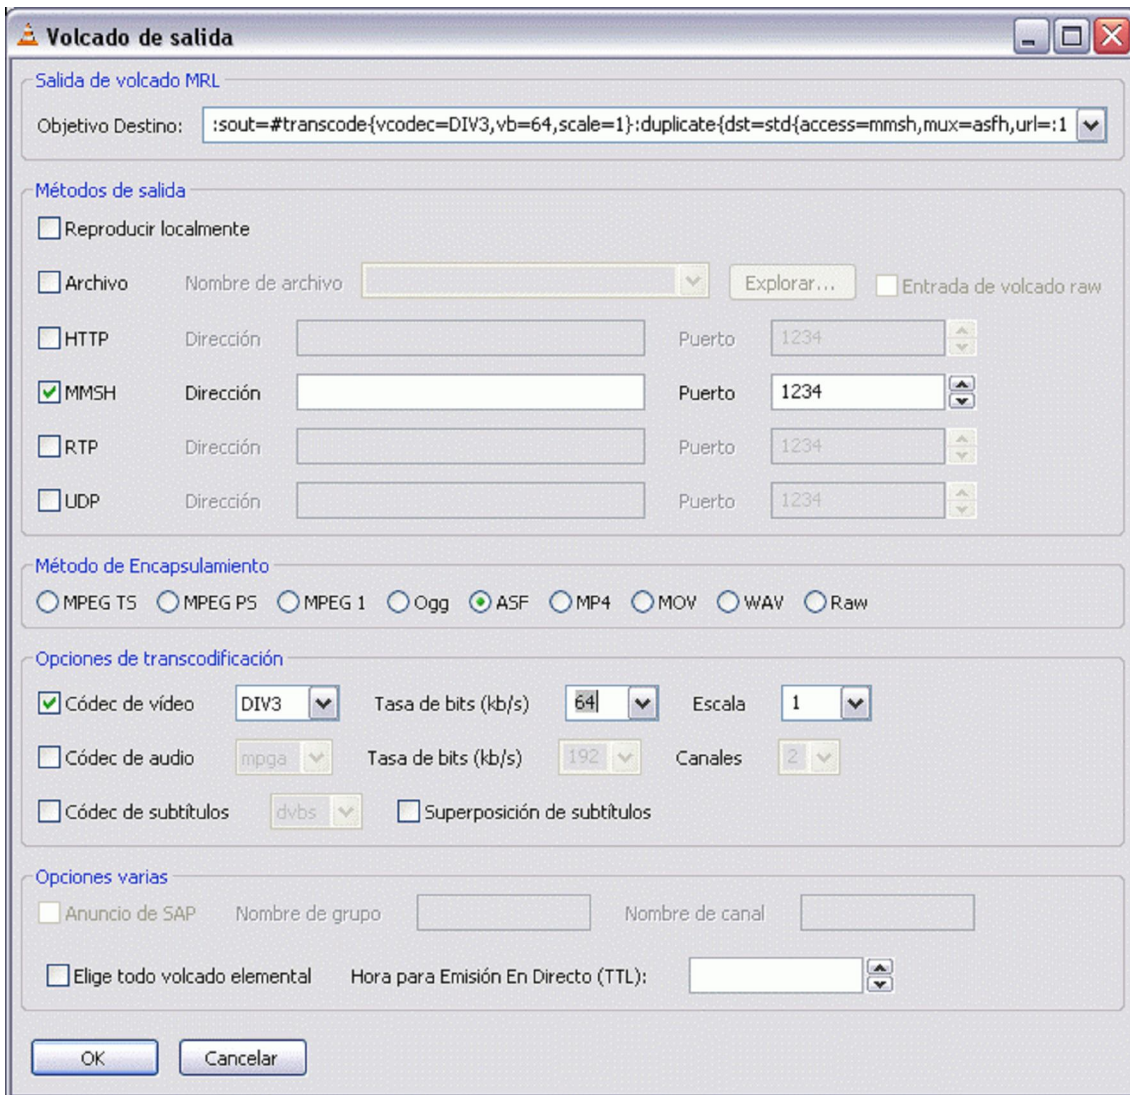 Volcado de salida
Salida de volcado MRL
Objetivo Destino: :sout=#transcode{vcodec=DIV3,vb=64,scale=1}:duplicate{dst=std{access=mmsh,mux=asfh,url=:1
Métodos de salida
Reproducir localmente
Archivo Nombre de archivo Explorar... Entrada de volcado raw
HTTP Dirección Puerto 1234
MMSH Dirección Puerto 1234
RTP Dirección Puerto 1234
UDP Dirección Puerto 1234
Método de Encapsulamiento
MPEG TS MPEG PS MPEG 1 Ogg ASF MP4 MOV WAV Raw
Opciones de transcodificación
Códec de vídeo DIV3 Tasa de bits (kb/s) 64 Escala 1
Códec de audio mpga Tasa de bits (kb/s) 192 Canales 2
Códec de subtítulos dvbs Superposición de subtítulos
Opciones varias
Anuncio de SAP Nombre de grupo Nombre de canal
Elige todo volcado elemental Hora para Emisión En Directo (TTL):
OK Cancelar